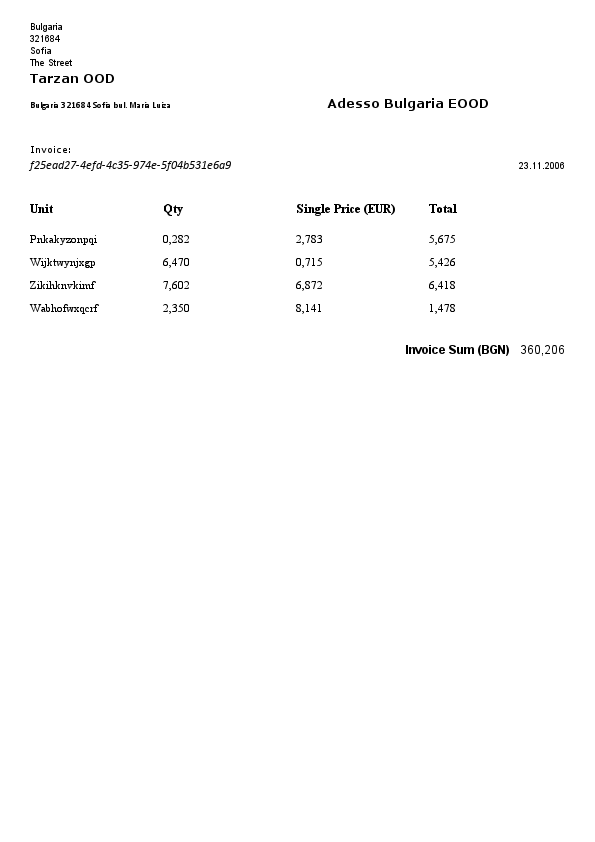 Bulgaria
321684
Sofia
The Street
Tarzan OOD
Bulgaria 321684 Sofia bul. Maria Luiza
Adesso Bulgaria EOOD
Invoice:
f25ead27-4efd-4c35-974e-5f04b531e6a9 23.11.2006
Unit Qty Single Price (EUR) Total
Pnkakyzonpqi 0,282 2,783 5,675
Wijktwynjxgp 6,470 0,715 5,426
Zikihknvkimf 7,602 6,872 6,418
Wabhofwxqcrf 2,350 8,141 1,478
Invoice Sum (BGN) 360,206